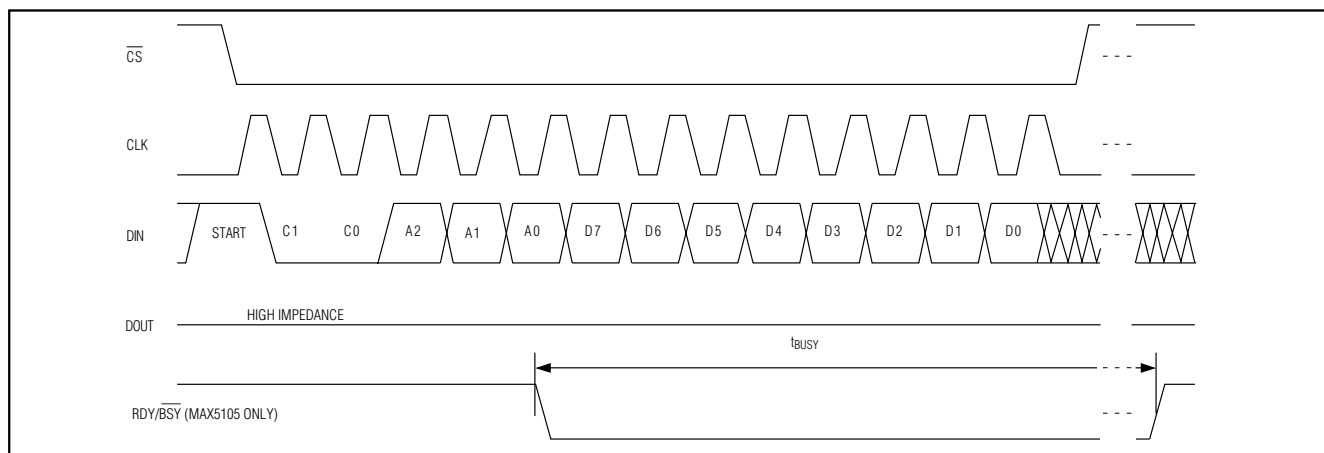 CS
CLK
DIN START C1 C0 A2 A1 A0 D7 D6 D5 D4 D3 D2 D1 D0
HIGH IMPEDANCE
DOUT
tBUSY
RDY/BSY (MAX5105 ONLY)